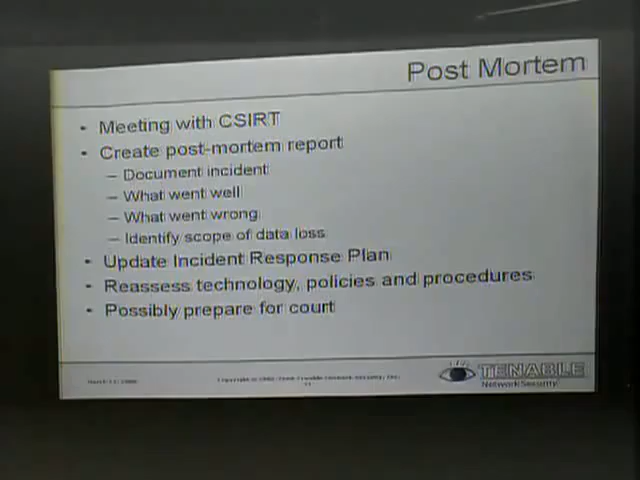 Post Mortem
• Meeting with CSIRT
• Create post-mortem report
– Document incident
– What went well
– What went wrong
– Identify scope of data loss
• Update Incident Response Plan
• Reassess technology, policies and procedures
• Possibly prepare for court
TENABLE
Network Security